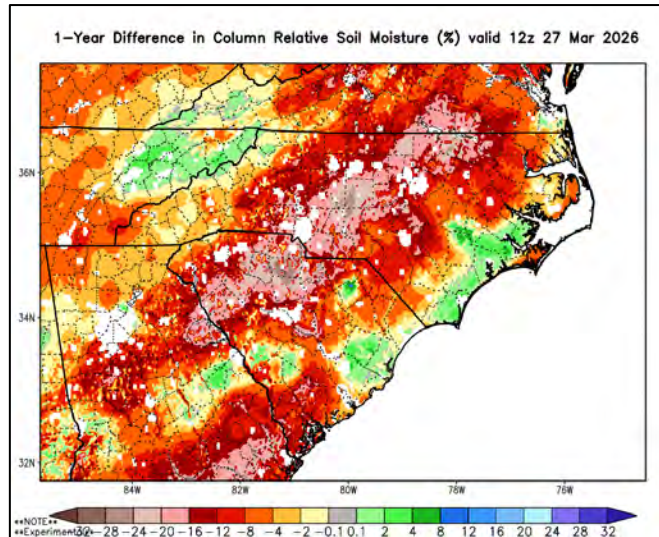 1-Year Difference in Column Relative Soil Moisture (%) valid 12z 27 Mar 2026
36N
34N
32N
84W 82W 80W 78W 76W
**NOTE**
**Experimental**
-32 -28 -24 -20 -16 -12 -8 -4 -2 -0.1 0.1 2 4 8 12 16 20 24 28 32